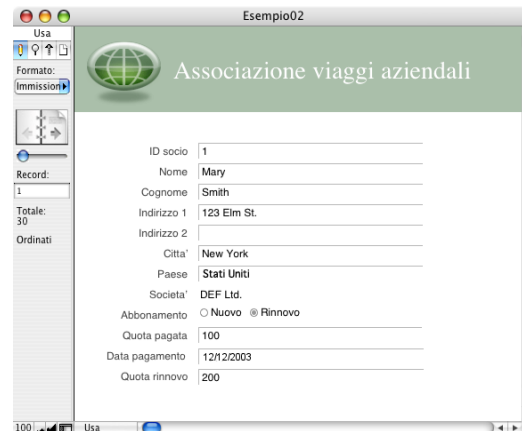 Esempio02
Usa
Formato:
Immission
Record:
1
Totale:
30
Ordinati
Associazione viaggi aziendali
ID socio 1
Nome Mary
Cognome Smith
Indirizzo 1 123 Elm St.
Indirizzo 2
Citta' New York
Paese Stati Uniti
Societa' DEF Ltd.
Abbonamento Nuovo Rinnovo
Quota pagata 100
Data pagamento 12/12/2003
Quota rinnovo 200
100 Usa